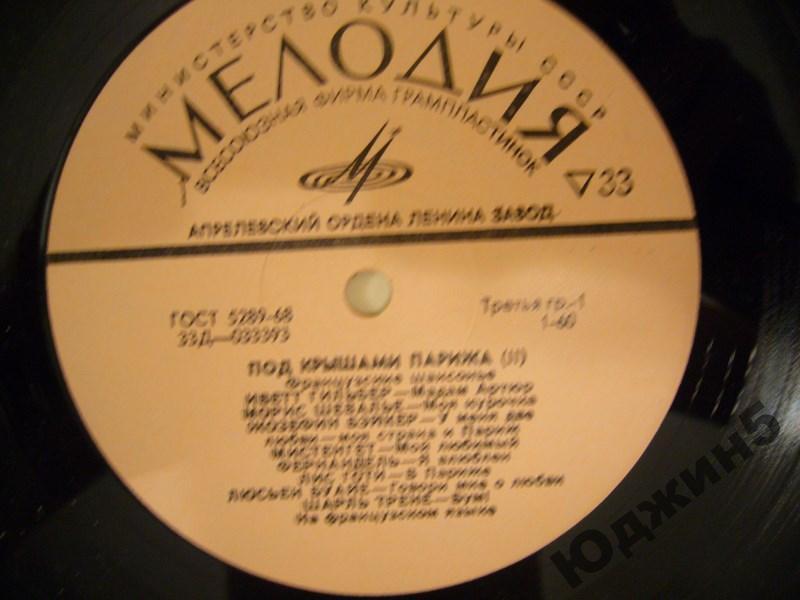 МИНИСТЕРСТВО КУЛЬТУРЫ СССР
МЕЛОДИЯ
ВСЕСОЮЗНАЯ ФИРМА ГРАМПЛАСТИНОК
33
АПРЕЛЕВСКИЙ ОРДЕНА ЛЕНИНА ЗАВОД
ГОСТ 5289-68
33Д—033393
Третья гр.-1
1-60
ПОД КРЫШАМИ ПАРИЖА (II)
Французские шансонье
ИВЕТТ ГИЛЬБЕР—Мадам Артюр
МОРИС ШЕВАЛЬЕ—Моя курочка
ЖОЗЕФИН БЭЙКЕР—У меня две
любви—моя страна и Париж
МИСТЕНГЕТ—Мой любимый
ФЕРНАНДЕЛЬ—Я влюблен
ЛИС ГОТИ—В Париже
ЛЮСЬЕН БУАЙЕ—Говори мне о любви
ШАРЛЬ ТРЕНЕ—Бум!
На французском языке
Юджин5